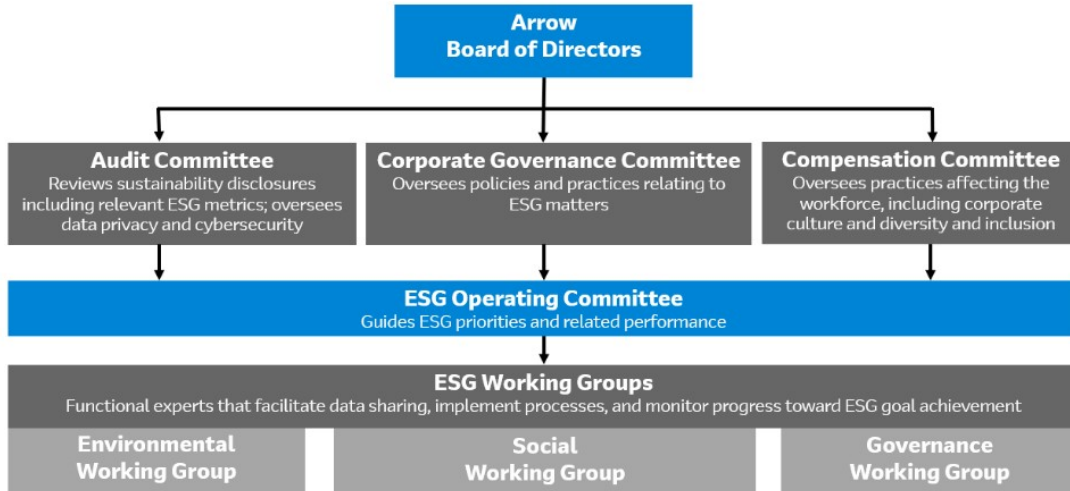 Arrow
Board of Directors
Audit Committee
Reviews sustainability disclosures
including relevant ESG metrics; oversees
data privacy and cybersecurity
Corporate Governance Committee
Oversees policies and practices relating to
ESG matters
Compensation Committee
Oversees practices affecting the
workforce, including corporate
culture and diversity and inclusion
ESG Operating Committee
Guides ESG priorities and related performance
ESG Working Groups
Functional experts that facilitate data sharing, implement processes, and monitor progress toward ESG goal achievement
Environmental
Working Group
Social
Working Group
Governance
Working Group